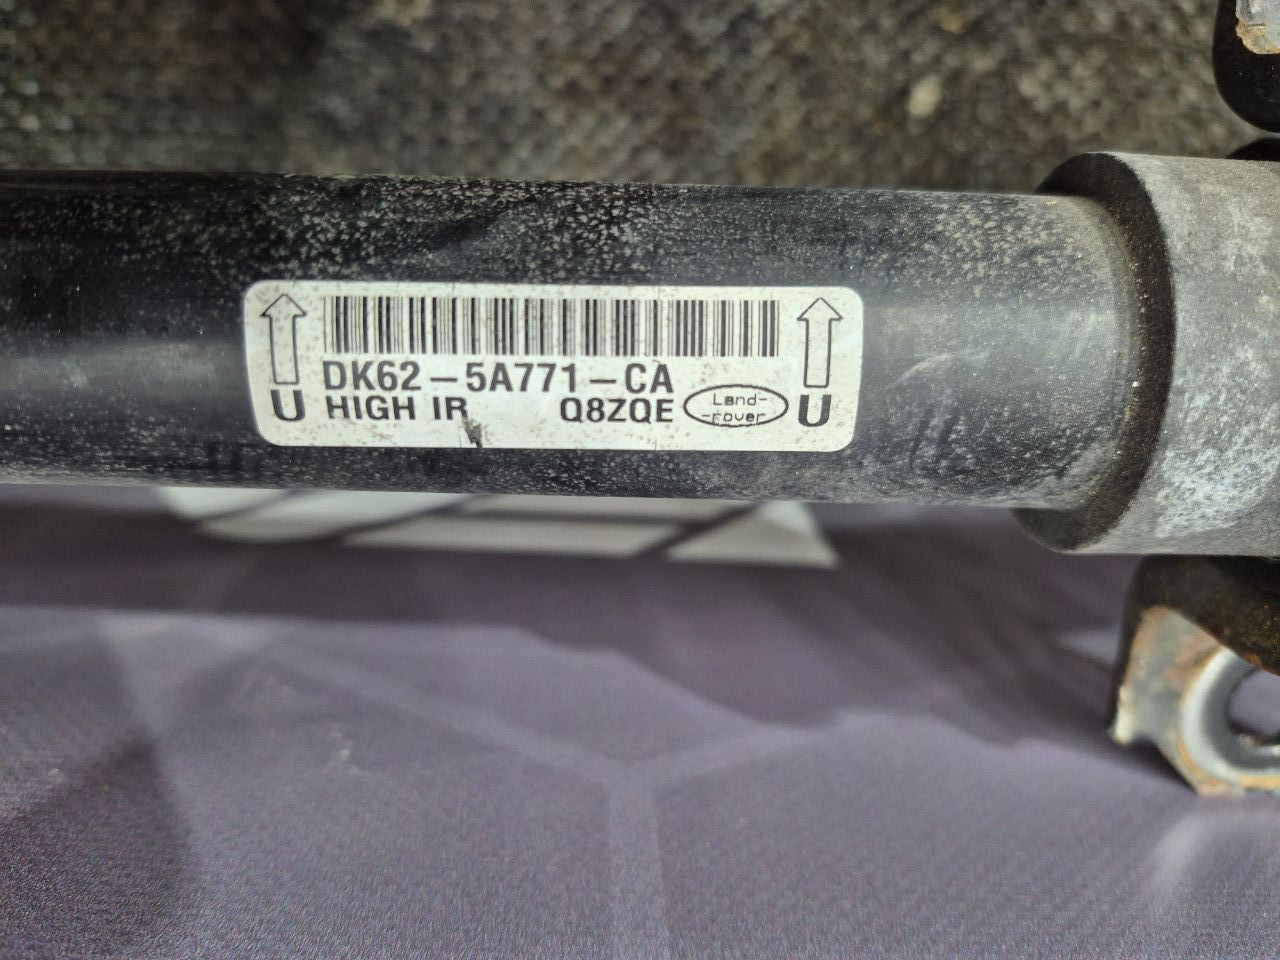 DK62-5A771-CA
HIGH IR Q8ZQE Land-
-rover
U U